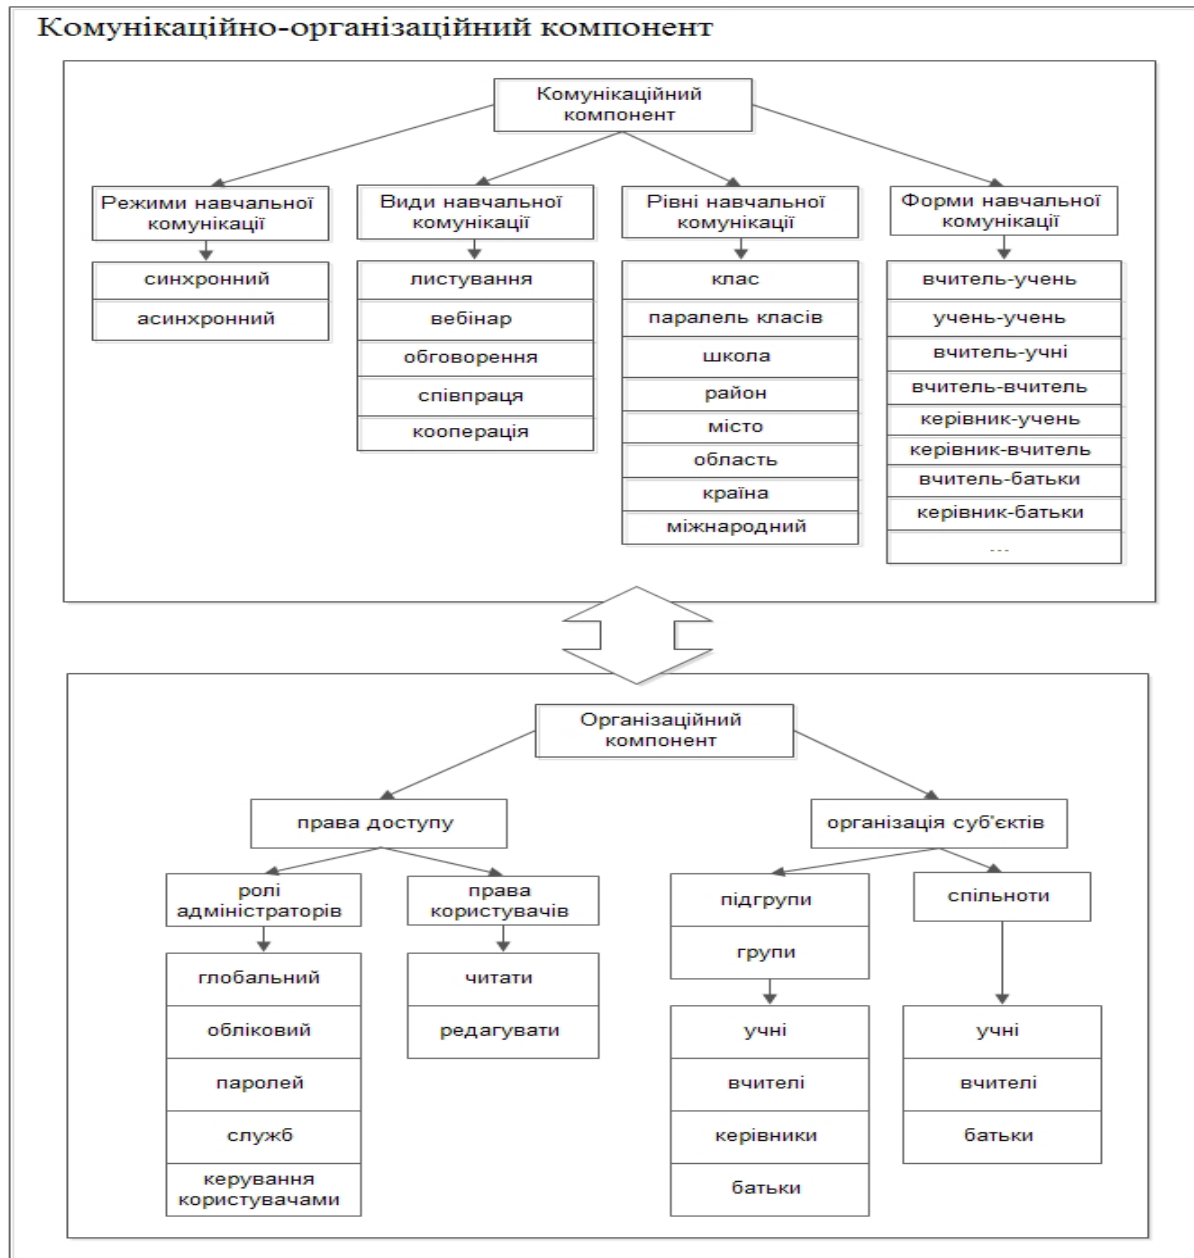 Комунікаційно-організаційний компонент
Комунікаційний
компонент
Режими навчальної
комунікації
синхронний
асинхронний
Види навчальної
комунікації
листування
вебінар
обговорення
співпраця
кооперація
Рівні навчальної
комунікації
клас
паралель класів
школа
район
місто
область
країна
міжнародний
Форми навчальної
комунікації
вчитель-учень
учень-учень
вчитель-учні
вчитель-вчитель
керівник-учень
керівник-вчитель
вчитель-батьки
керівник-батьки
...
Організаційний
компонент
права доступу
ролі
адміністраторів
глобальний
обліковий
паролей
служб
керування
користувачами
права
користувачів
читати
редагувати
організація суб'єктів
підгрупи
групи
учні
вчителі
керівники
батьки
спільноти
учні
вчителі
батьки